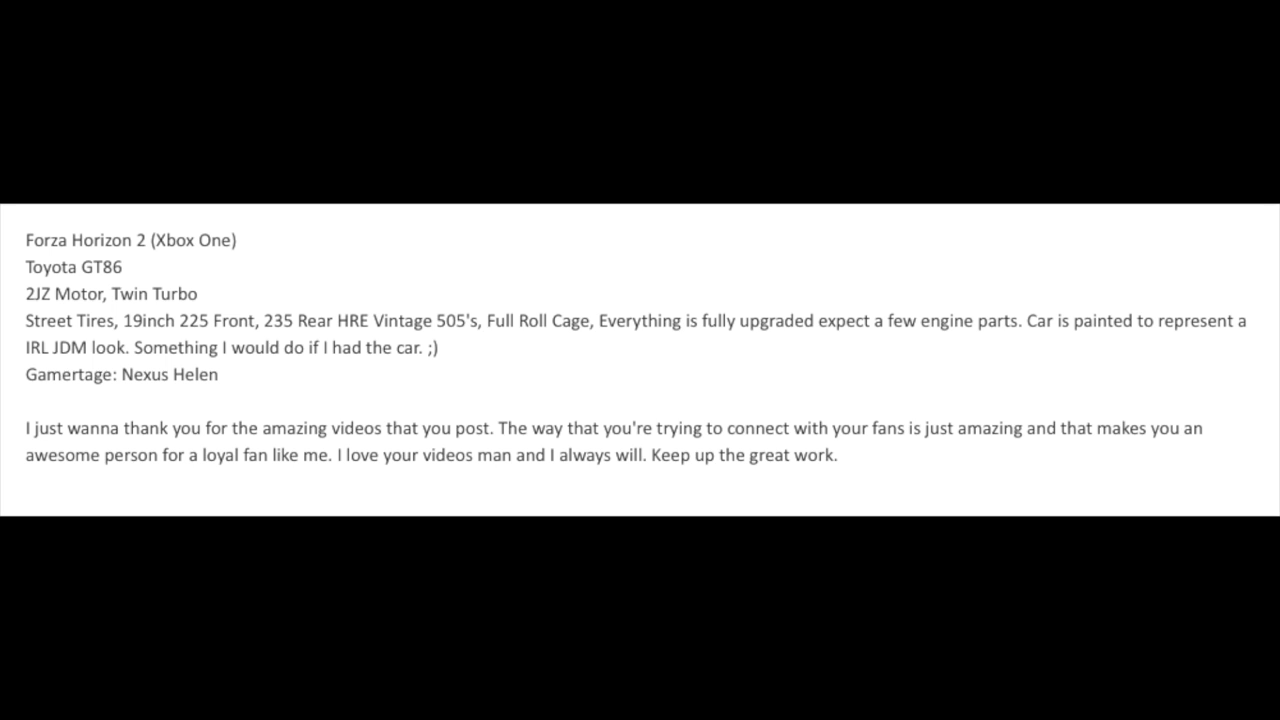 Forza Horizon 2 (Xbox One)
Toyota GT86
2JZ Motor, Twin Turbo
Street Tires, 19inch 225 Front, 235 Rear HRE Vintage 505's, Full Roll Cage, Everything is fully upgraded expect a few engine parts. Car is painted to represent a
IRL JDM look. Something I would do if I had the car. ;)
Gamertage: Nexus Helen
I just wanna thank you for the amazing videos that you post. The way that you're trying to connect with your fans is just amazing and that makes you an
awesome person for a loyal fan like me. I love your videos man and I always will. Keep up the great work.